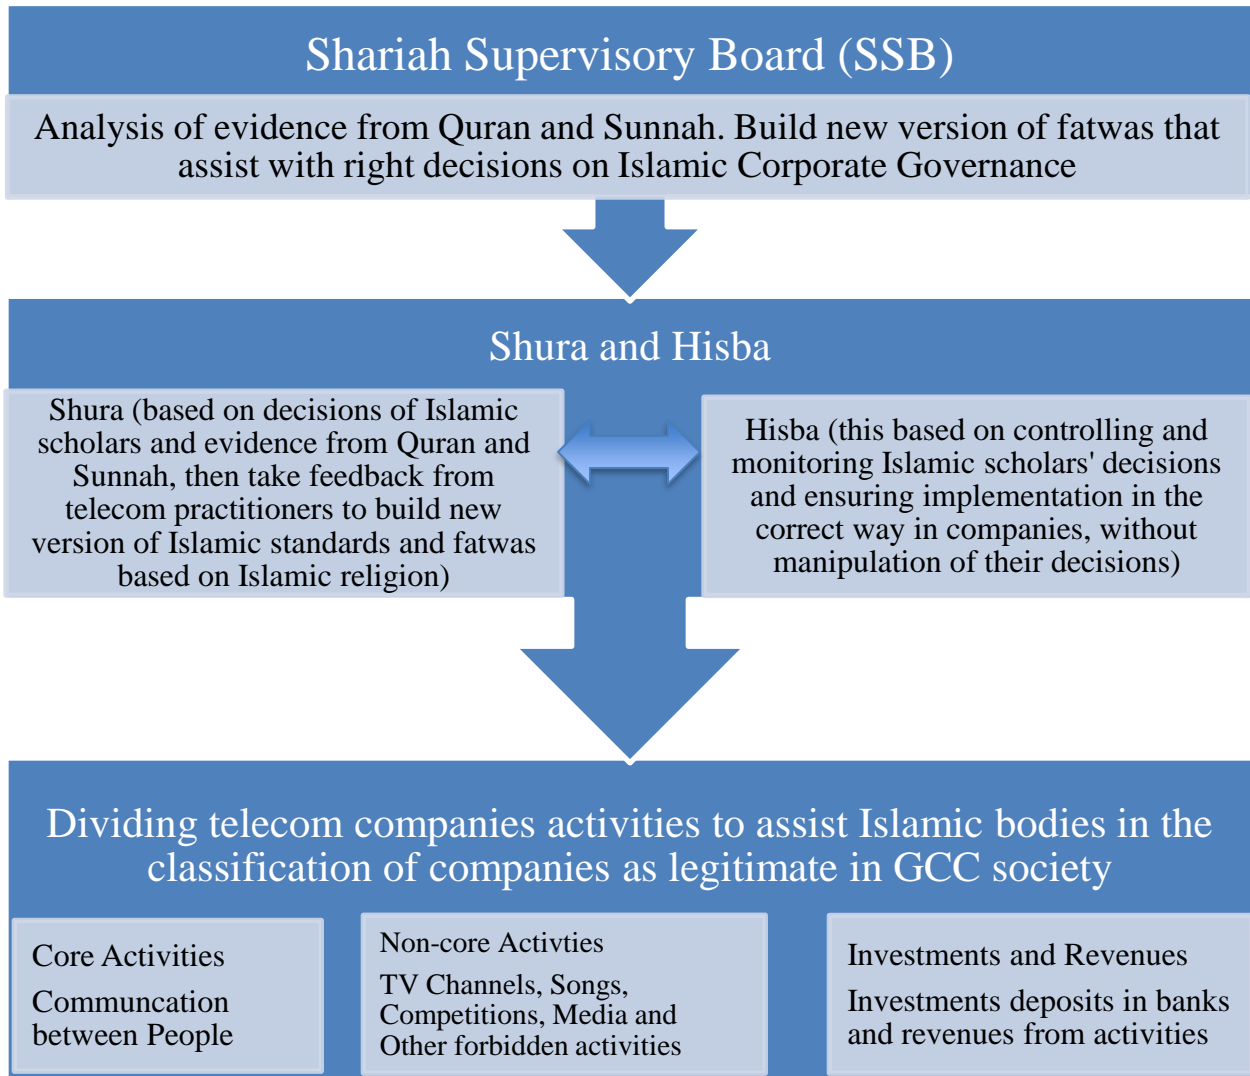 Shariah Supervisory Board (SSB)
Analysis of evidence from Quran and Sunnah. Build new version of fatwas that
assist with right decisions on Islamic Corporate Governance
Shura and Hisba
Shura (based on decisions of Islamic
scholars and evidence from Quran and
Sunnah, then take feedback from
telecom practitioners to build new
version of Islamic standards and fatwas
based on Islamic religion)
Hisba (this based on controlling and
monitoring Islamic scholars' decisions
and ensuring implementation in the
correct way in companies, without
manipulation of their decisions)
Dividing telecom companies activities to assist Islamic bodies in the
classification of companies as legitimate in GCC society
Core Activities
Communcation
between People
Non-core Activties
TV Channels, Songs,
Competitions, Media and
Other forbidden activities
Investments and Revenues
Investments deposits in banks
and revenues from activities